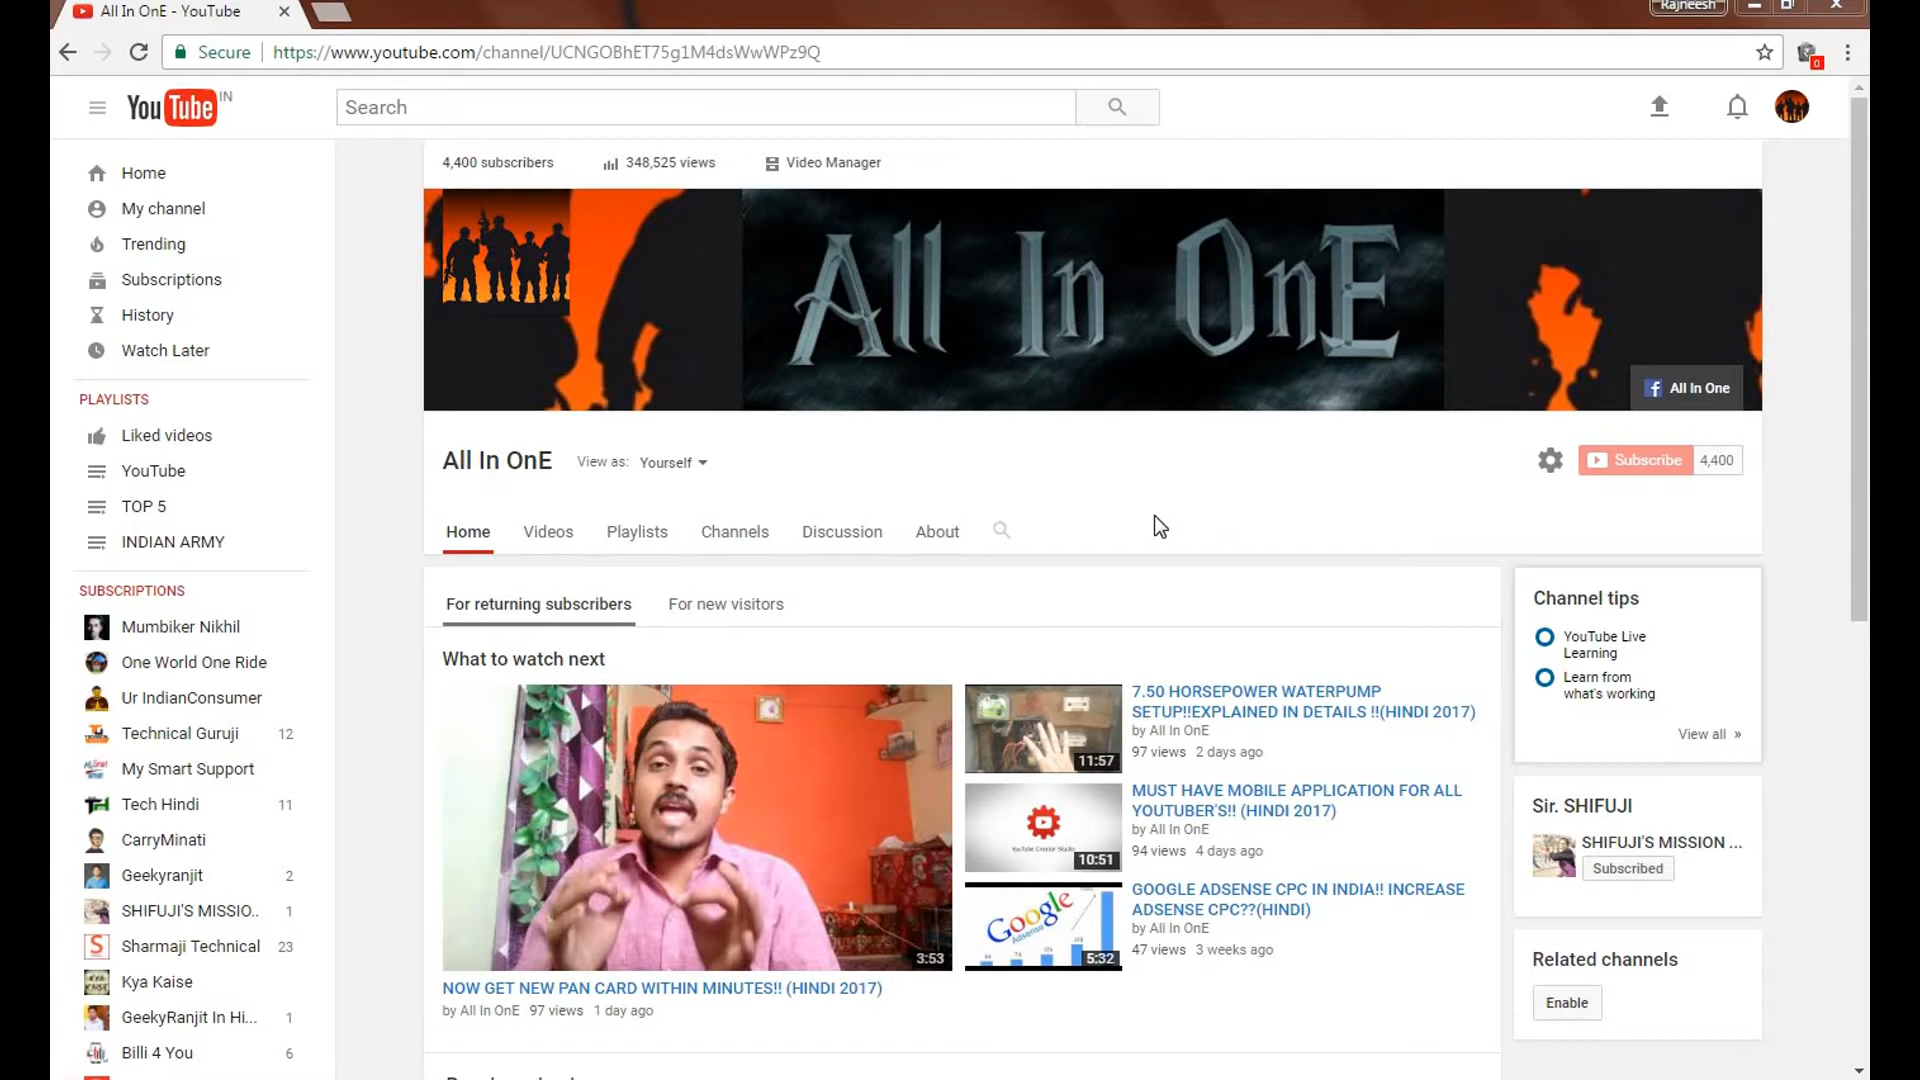 All In OnE - YouTube
Rajneesh
Secure
https://www.youtube.com/channel/UCNGOBhET75g1M4dsWwWPz9Q
0
YouTube IN
Search
Home
My channel
Trending
Subscriptions
History
Watch Later
PLAYLISTS
Liked videos
YouTube
TOP 5
INDIAN ARMY
SUBSCRIPTIONS
Mumbiker Nikhil
One World One Ride
Ur IndianConsumer
Technical Guruji 12
My Smart Support
Tech Hindi 11
CarryMinati
Geekyranjit 2
SHIFUJI'S MISSIO.. 1
Sharmaji Technical 23
Kya Kaise
GeekyRanjit In Hi... 1
Billi 4 You 6
4,400 subscribers
348,525 views
Video Manager
All In OnE
All In One
All In OnE
View as: Yourself
Subscribe 4,400
Home
Videos
Playlists
Channels
Discussion
About
For returning subscribers
For new visitors
What to watch next
3:53
NOW GET NEW PAN CARD WITHIN MINUTES!! (HINDI 2017)
by All In OnE 97 views 1 day ago
11:57
7.50 HORSEPOWER WATERPUMP
SETUP!!EXPLAINED IN DETAILS !!(HINDI 2017)
by All In OnE
97 views 2 days ago
YouTube Creator Studio
10:51
MUST HAVE MOBILE APPLICATION FOR ALL
YOUTUBER'S!! (HINDI 2017)
by All In OnE
94 views 4 days ago
Google
Adsense
5:32
GOOGLE ADSENSE CPC IN INDIA!! INCREASE
ADSENSE CPC??(HINDI)
by All In OnE
47 views 3 weeks ago
Channel tips
YouTube Live
Learning
Learn from
what's working
View all »
Sir. SHIFUJI
SHIFUJI'S MISSION ...
Subscribed
Related channels
Enable